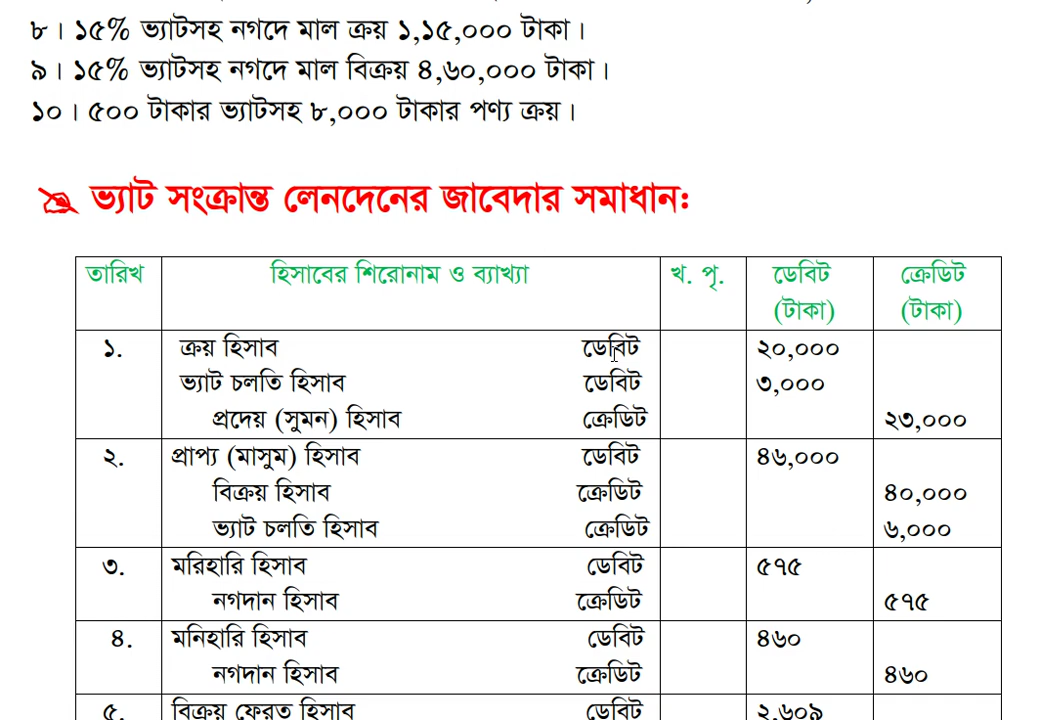 ৮। ১৫% ভ্যাটসহ নগদে মাল ক্রয় ১,১৫,০০০ টাকা।
৯। ১৫% ভ্যাটসহ নগদে মাল বিক্রয় ৪,৬০,০০০ টাকা।
১০। ৫০০ টাকার ভ্যাটসহ ৮,০০০ টাকার পণ্য ক্রয়।
ভ্যাট সংক্রান্ত লেনদেনের জাবেদার সমাধান:
তারিখ হিসাবের শিরোনাম ও ব্যাখ্যা খ. পৃ. ডেবিট (টাকা) ক্রেডিট (টাকা)
১. ক্রয় হিসাব ডেবিট ২০,০০০
ভ্যাট চলতি হিসাব ডেবিট ৩,০০০
প্রদেয় (সুমন) হিসাব ক্রেডিট ২৩,০০০
২. প্রাপ্য (মাসুম) হিসাব ডেবিট ৪৬,০০০
বিক্রয় হিসাব ক্রেডিট ৪০,০০০
ভ্যাট চলতি হিসাব ক্রেডিট ৬,০০০
৩. মরিহারি হিসাব ডেবিট ৫৭৫
নগদান হিসাব ক্রেডিট ৫৭৫
৪. মনিহারি হিসাব ডেবিট ৪৬০
নগদান হিসাব ক্রেডিট ৪৬০
৫. বিক্রয় ফেরত হিসাব ডেবিট ২,৬০৯